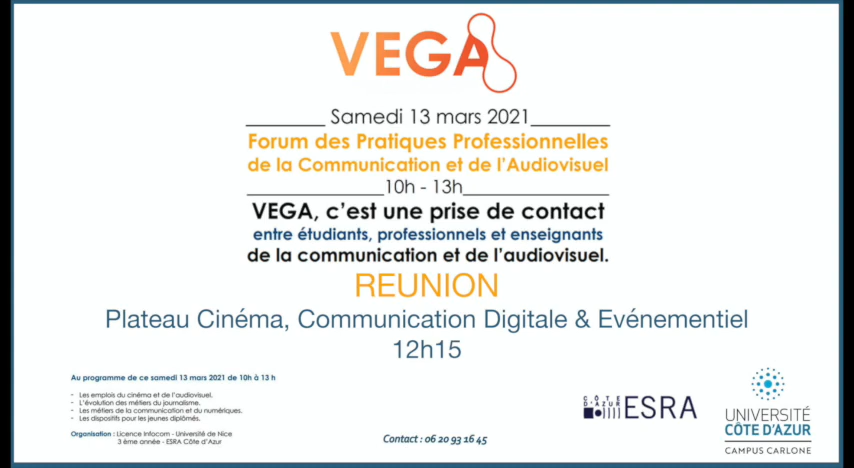 VEGA
Samedi 13 mars 2021
Forum des Pratiques Professionnelles
de la Communication et de l'Audiovisuel
10h - 13h
VEGA, c'est une prise de contact
entre étudiants, professionnels et enseignants
de la communication et de l'audiovisuel.
REUNION
Plateau Cinéma, Communication Digitale & Evénementiel
12h15
Au programme de ce samedi 13 mars 2021 de 10h à 13 h
- Les emplois du cinéma et de l'audiovisuel.
- L'évolution des métiers du journalisme.
- Les métiers de la communication et du numériques.
- Les dispositifs pour les jeunes diplômés.
Organisation : Licence Infocom - Université de Nice
3 ème année - ESRA Côte d'Azur
Contact : 06 20 93 16 45
CÔTE
D'AZUR
ESRA
UNIVERSITÉ
CÔTE D'AZUR
CAMPUS CARLONE